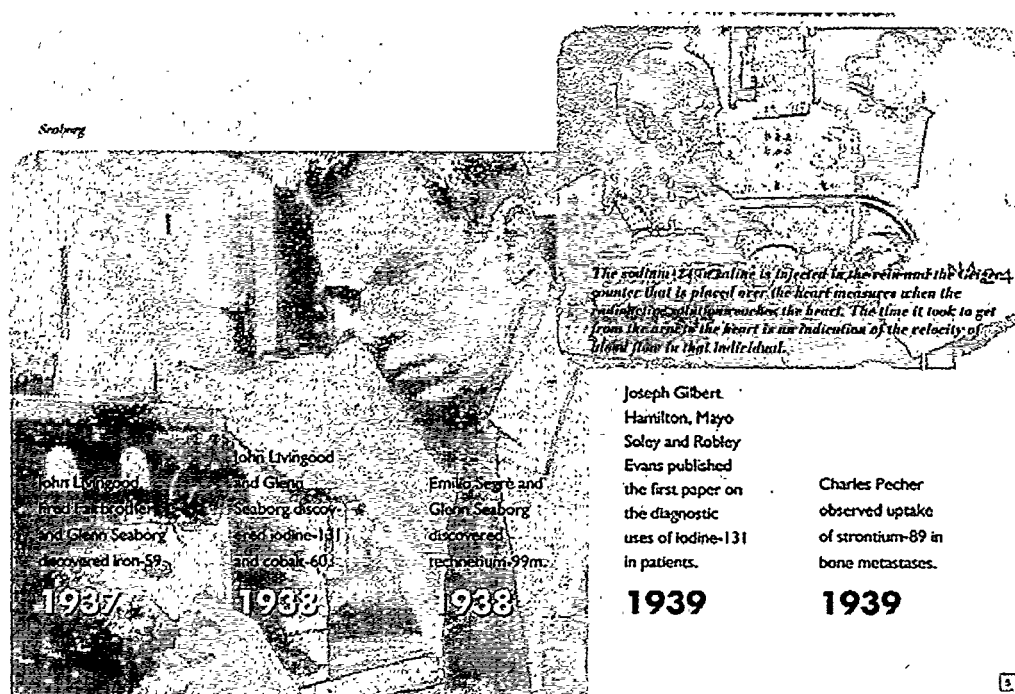 Seaborg
The sodium-24 in saline is injected in the vein and the Geiger
counter that is placed over the heart measures when the
radioactive solution reaches the heart. The time it took to get
from the arm to the heart is an indication of the velocity of
blood flow in that individual.
John Livingood
Fred Fairbrother
and Glenn Seaborg
discovered iron-59.
1937
John Livingood
and Glenn
Seaborg discov-
ered iodine-131
and cobalt-60.
1938
Emilio Segre and
Glenn Seaborg
discovered
technetium-99m.
1938
Joseph Gilbert
Hamilton, Mayo
Soley and Robley
Evans published
the first paper on
the diagnostic
uses of iodine-131
in patients.
1939
Charles Pecher
observed uptake
of strontium-89 in
bone metastases.
1939